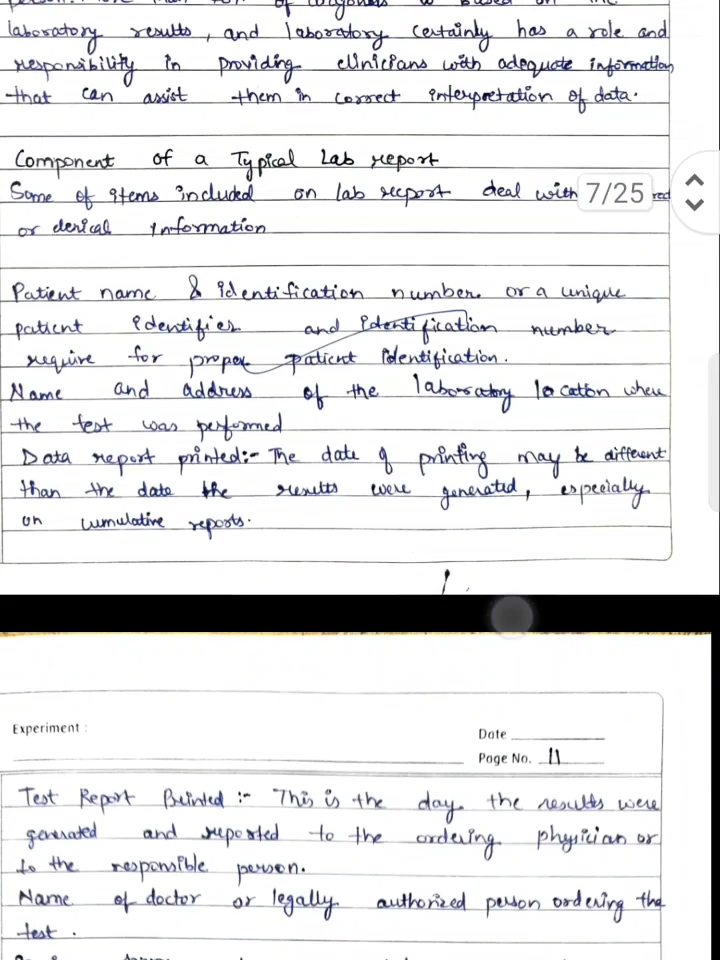 laboratory results, and laboratory certainly has a role and
responsibility in providing clinicians with adequate information
that can assist them in correct interpretation of data.
Component of a Typical Lab report
Some of items included on lab report deal with
7/25
or clerical information
Patient name & identification number or a unique
patient identifier and identification number
require for proper patient identification.
Name and address of the laboratory location where
the test was performed
Data report printed:- The date of printing may be different
than the date the results were generated, especially
on cumulative reports.
Experiment :
Date
Page No. 11
Test Report Printed :- This is the day the results were
generated and reported to the ordering physician or
to the responsible person.
Name of doctor or legally authorized person ordering the
test.